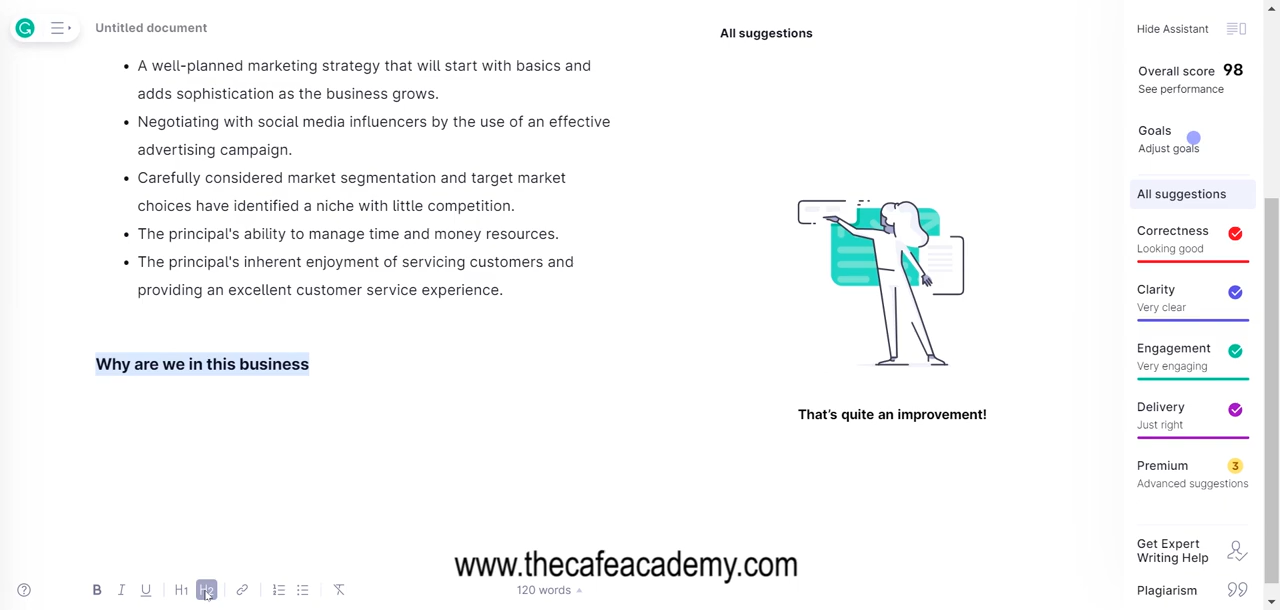 Untitled document
All suggestions
Hide Assistant
Overall score 98
See performance
Goals
Adjust goals
All suggestions
Correctness
Looking good
Clarity
Very clear
Engagement
Very engaging
Delivery
Just right
Premium 3
Advanced suggestions
Get Expert
Writing Help
Plagiarism
• A well-planned marketing strategy that will start with basics and
adds sophistication as the business grows.
• Negotiating with social media influencers by the use of an effective
advertising campaign.
• Carefully considered market segmentation and target market
choices have identified a niche with little competition.
• The principal's ability to manage time and money resources.
• The principal's inherent enjoyment of servicing customers and
providing an excellent customer service experience.
Why are we in this business
That's quite an improvement!
www.thecafeacademy.com
B I U H1 H2
120 words